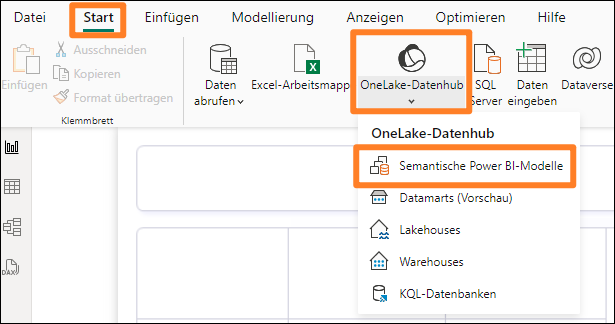 Datei Start Einfügen Modellierung Anzeigen Optimieren Hilfe
Einfügen
Ausschneiden
Kopieren
Format übertragen
Klemmbrett
Daten
abrufen
Excel-Arbeitsmapp
OneLake-Datenhub
SQL
Server
Daten
eingeben
Dataverse
OneLake-Datenhub
Semantische Power BI-Modelle
Datamarts (Vorschau)
Lakehouses
Warehouses
KQL-Datenbanken
DAX